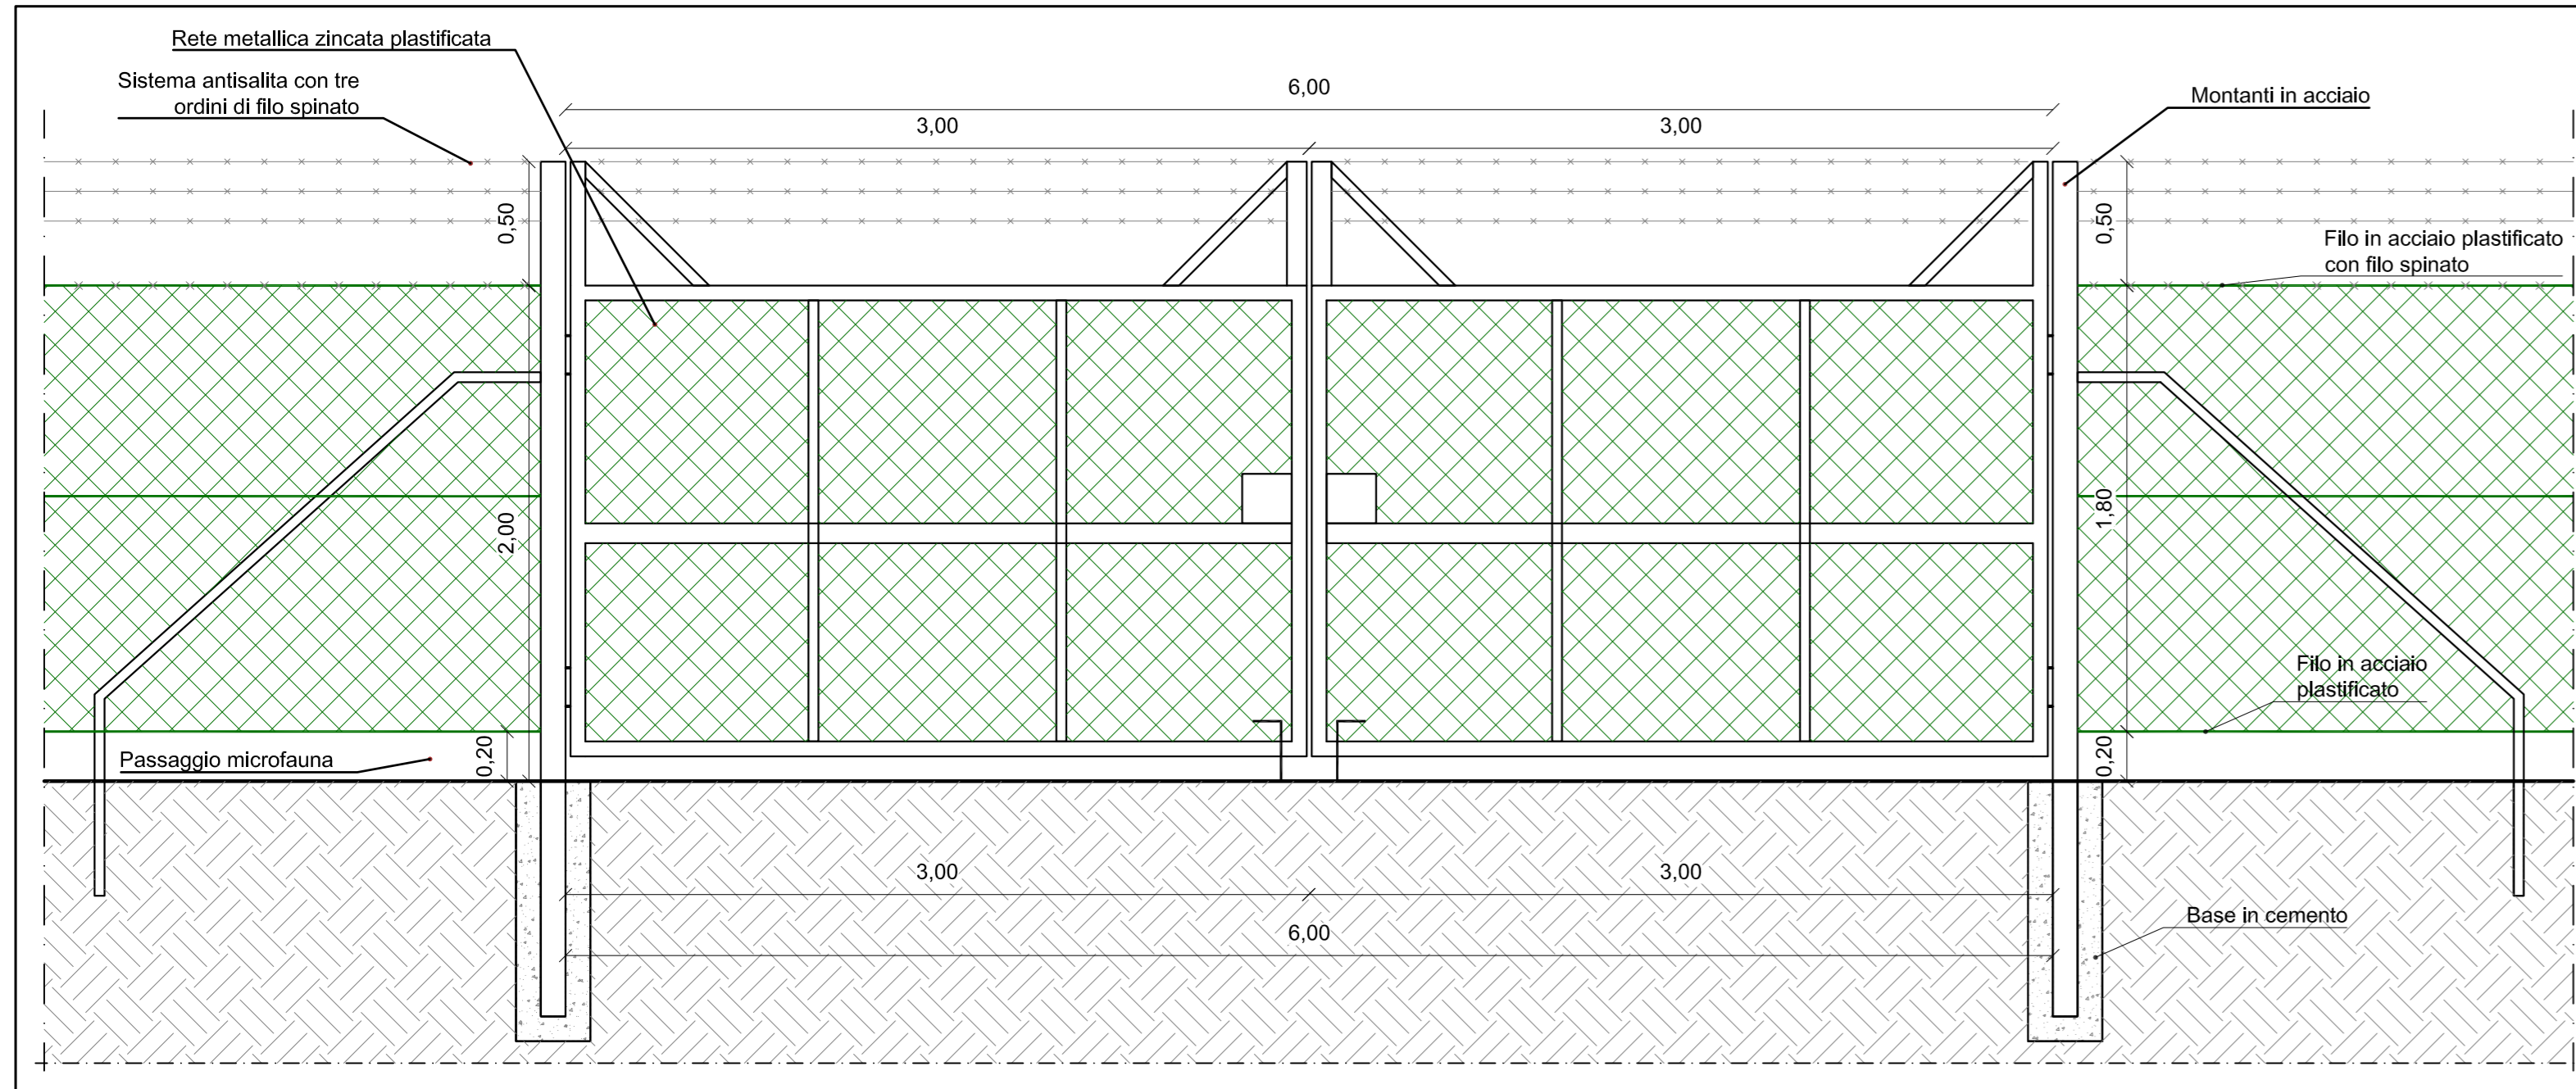 Rete metallica zincata plastificata
Sistema antisalita con tre
ordini di filo spinato
6,00
Montanti in acciaio
3,00
3,00
0,50
0,50
Filo in acciaio plastificato
con filo spinato
2,00
1,80
Filo in acciaio
plastificato
Passaggio microfauna
0,20
0,20
3,00
3,00
Base in cemento
6,00